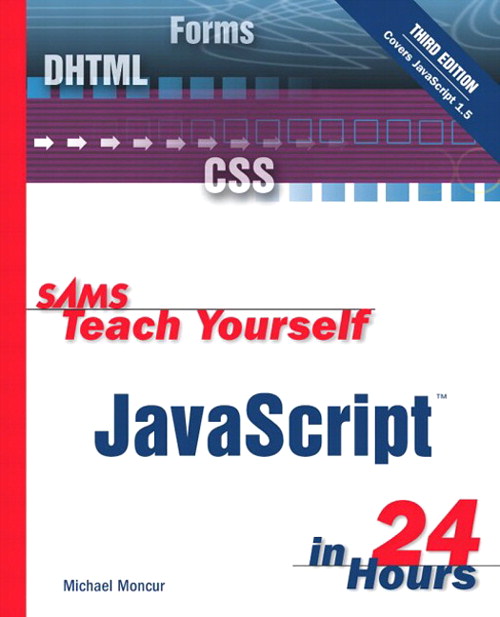 Forms
DHTML
THIRD EDITION
Covers JavaScript 1.5
CSS
SAMS
Teach Yourself
JavaScript™
in 24
Hours
Michael Moncur